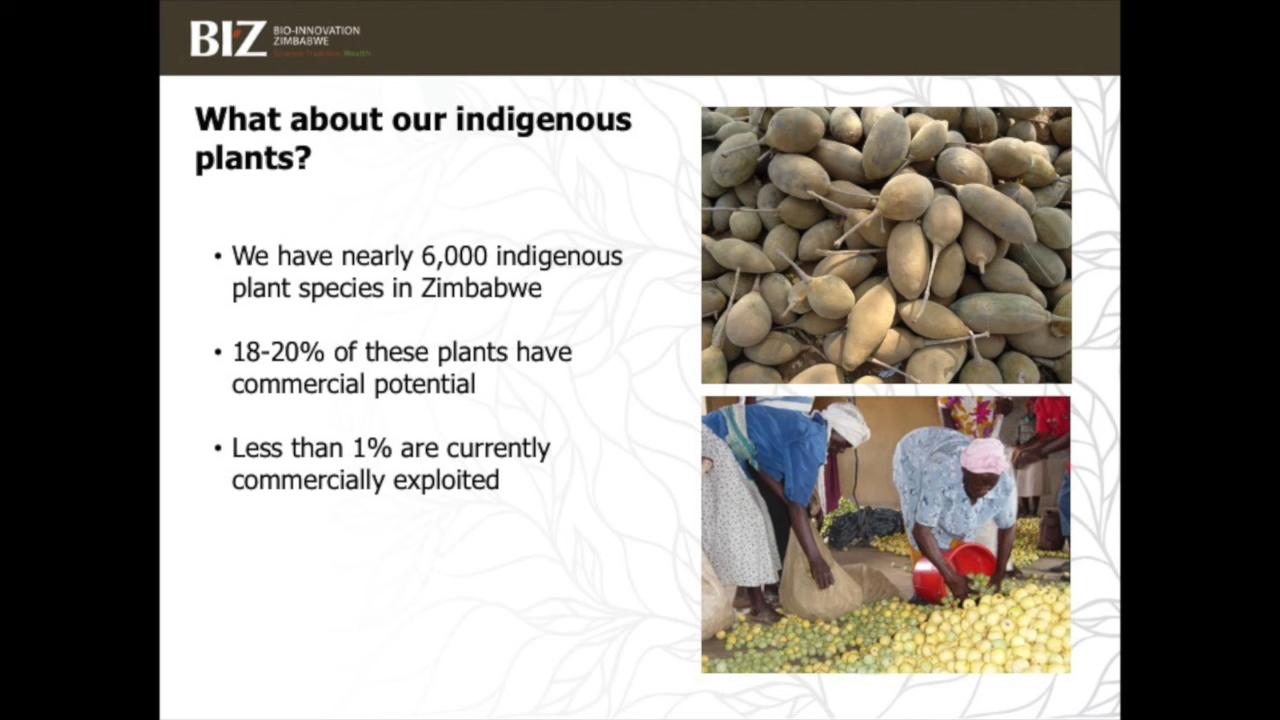 BIZ
BIO-INNOVATION
ZIMBABWE
What about our indigenous
plants?
• We have nearly 6,000 indigenous
plant species in Zimbabwe
• 18-20% of these plants have
commercial potential
• Less than 1% are currently
commercially exploited